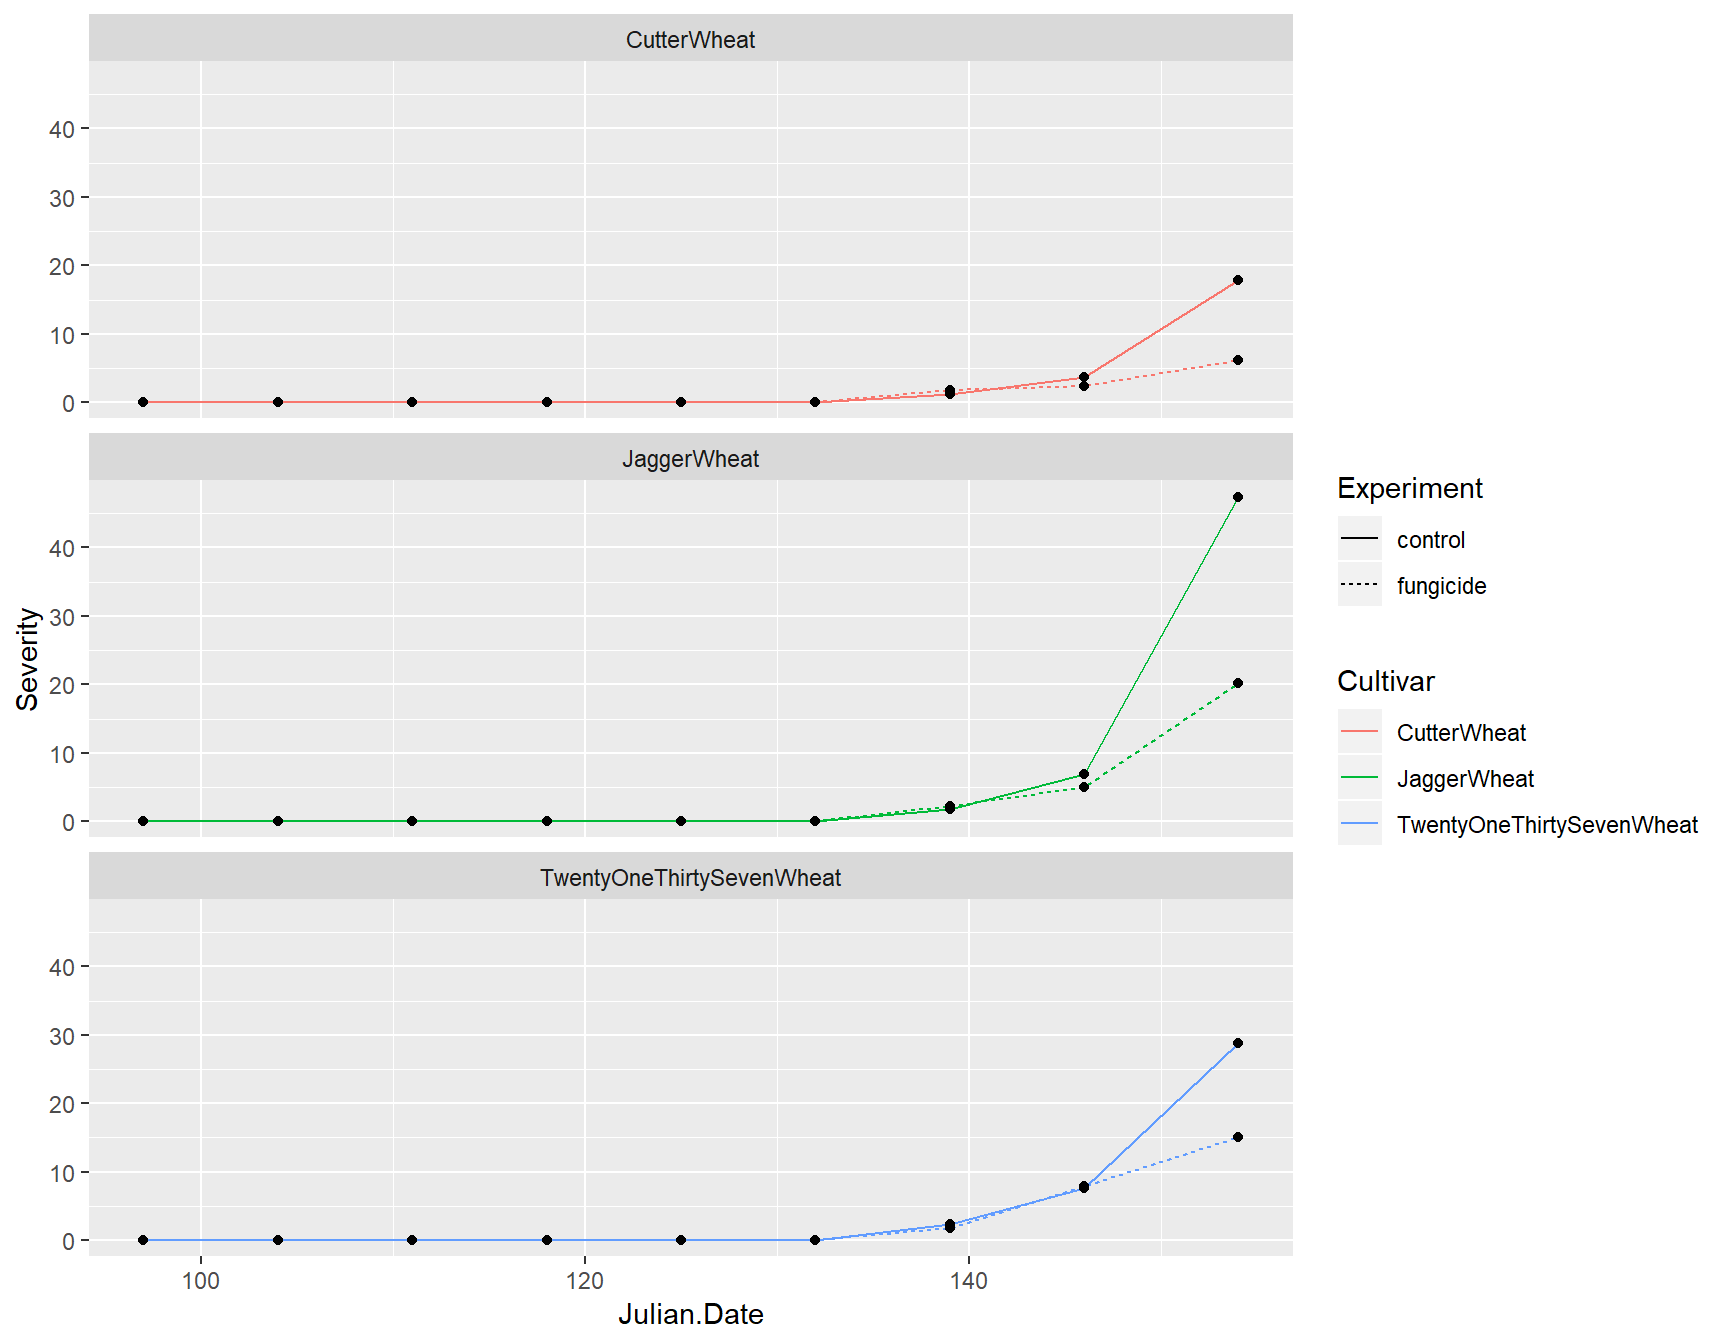 CutterWheat
40
30
20
10
0
JaggerWheat
40
30
20
10
0
TwentyOneThirtySevenWheat
40
30
20
10
0
100 120 140
Julian.Date
Severity
Experiment
control
fungicide
Cultivar
CutterWheat
JaggerWheat
TwentyOneThirtySevenWheat